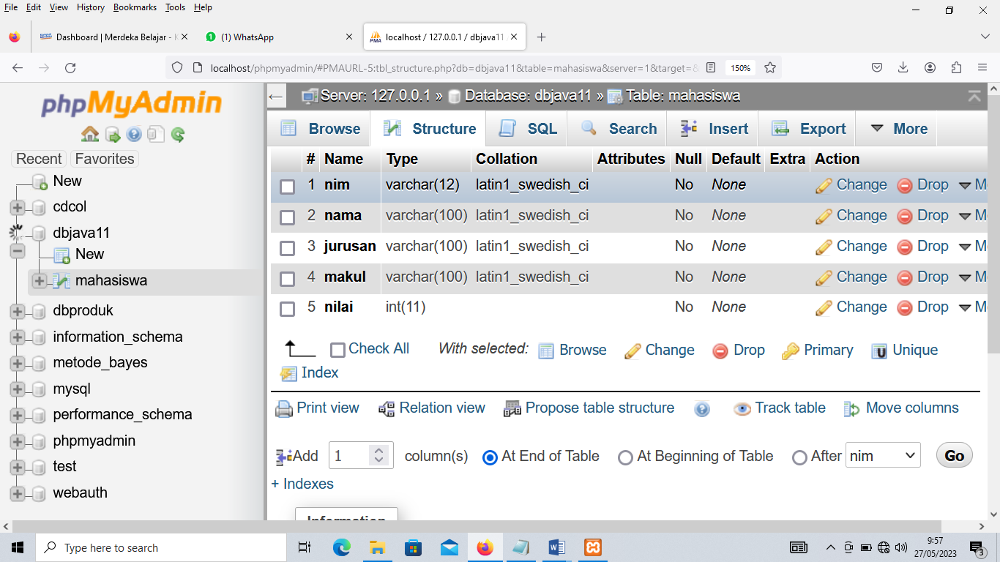 File Edit View History Bookmarks Tools Help
Dashboard | Merdeka Belajar - K
1 (1) WhatsApp
PMA localhost / 127.0.0.1 / dbjava11
localhost/phpmyadmin/#PMAURL-5:tbl_structure.php?db=dbjava11&table=mahasiswa&server=1&target=&
150%
phpMyAdmin
Recent Favorites
New
cdcol
dbjava11
New
mahasiswa
dbproduk
information_schema
metode_bayes
mysql
performance_schema
phpmyadmin
test
webauth
Server: 127.0.0.1 » Database: dbjava11 » Table: mahasiswa
Browse Structure SQL Search Insert Export More
# Name Type Collation Attributes Null Default Extra Action
1 nim varchar(12) latin1_swedish_ci No None Change Drop M
2 nama varchar(100) latin1_swedish_ci No None Change Drop M
3 jurusan varchar(100) latin1_swedish_ci No None Change Drop M
4 makul varchar(100) latin1_swedish_ci No None Change Drop M
5 nilai int(11) No None Change Drop M
Check All With selected: Browse Change Drop Primary Unique
Index
Print view Relation view Propose table structure Track table Move columns
Add 1 column(s) At End of Table At Beginning of Table After nim Go
+ Indexes
Information
Type here to search
9:57
27/05/2023
3